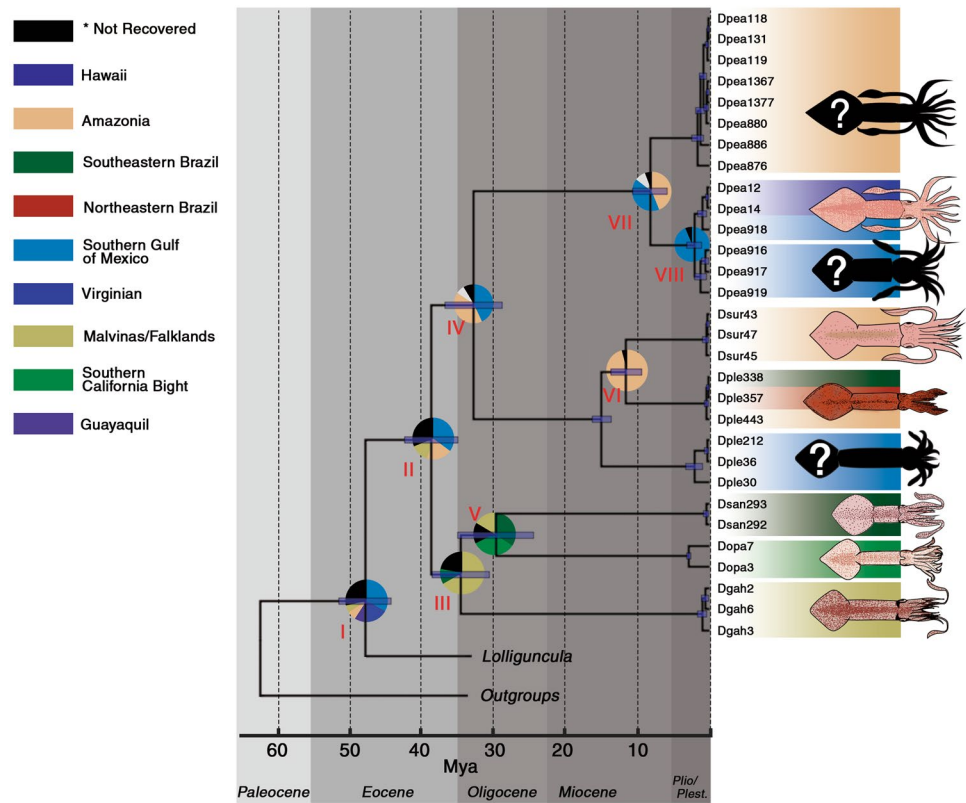 * Not Recovered
Hawaii
Amazonia
Southeastern Brazil
Northeastern Brazil
Southern Gulf
of Mexico
Virginian
Malvinas/Falklands
Southern
California Bight
Guayaquil
Dpea118
Dpea131
Dpea119
Dpea1367
Dpea1377
Dpea880
Dpea886
Dpea876
?
Dpea12
Dpea14
Dpea918
Dpea916
Dpea917
Dpea919
?
Dsur43
Dsur47
Dsur45
Dple338
Dple357
Dple443
Dple212
Dple36
Dple30
?
Dsan293
Dsan292
Dopa7
Dopa3
Dgah2
Dgah6
Dgah3
VII
VIII
IV
VI
II
V
III
I
Lolliguncula
Outgroups
60
50
40
30
20
10
Mya
Paleocene
Eocene
Oligocene
Miocene
Plio/
Plest.